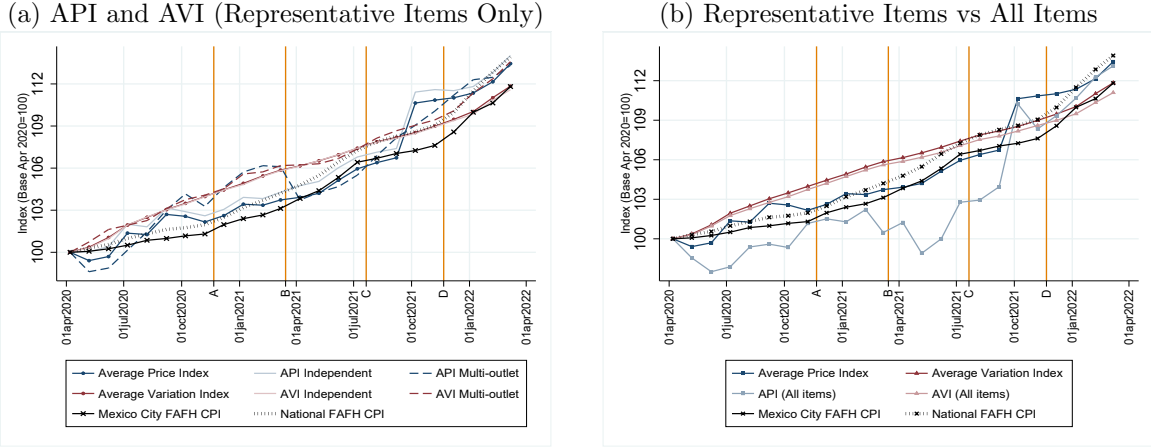 (a) API and AVI (Representative Items Only)
Index (Base Apr 2020=100)
112
109
106
103
100
01apr2020
01jul2020
01oct2020
A
01jan2021
B
01apr2021
01jul2021
C
01oct2021
D
01jan2022
01apr2022
Average Price Index
API Independent
API Multi-outlet
Average Variation Index
AVI Independent
AVI Multi-outlet
Mexico City FAFH CPI
National FAFH CPI
(b) Representative Items vs All Items
Index (Base Apr 2020=100)
112
109
106
103
100
01apr2020
01jul2020
01oct2020
A
01jan2021
B
01apr2021
01jul2021
C
01oct2021
D
01jan2022
01apr2022
Average Price Index
Average Variation Index
API (All items)
AVI (All items)
Mexico City FAFH CPI
National FAFH CPI